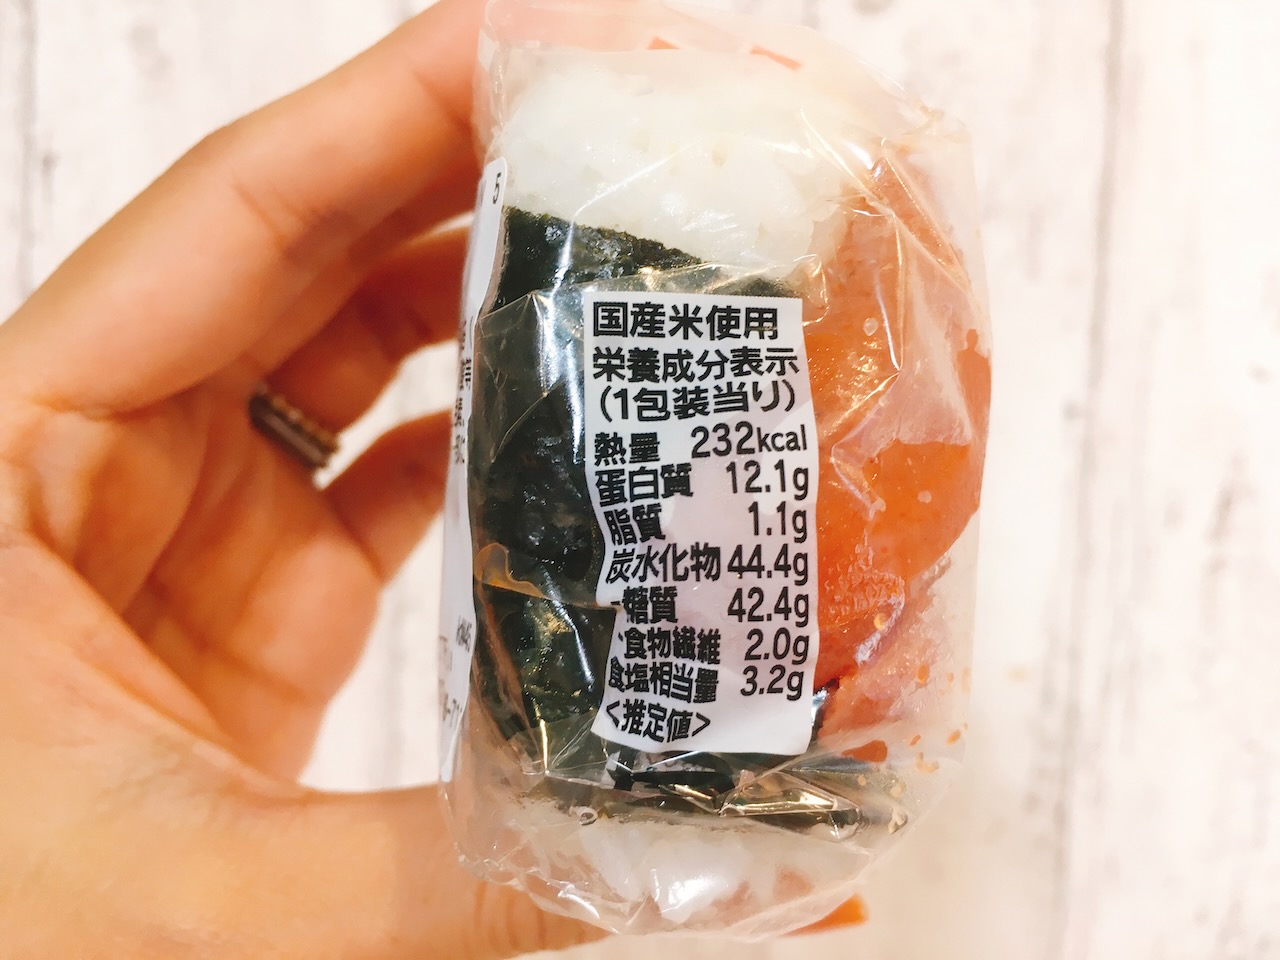 国産米使用
栄養成分表示
(1包装当り)
熱量 232kcal
蛋白質 12.1g
脂質 1.1g
炭水化物 44.4g
-糖質 42.4g
-食物繊維 2.0g
食塩相当量 3.2g
<推定値>
5